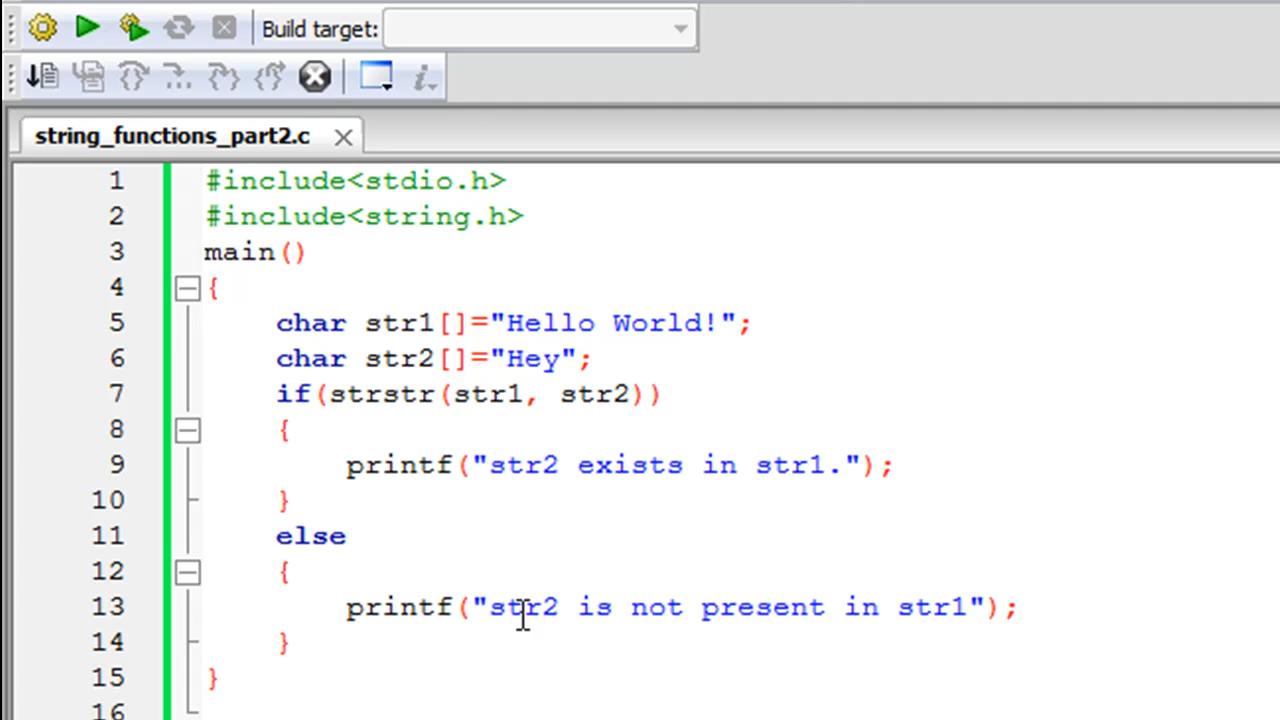 Build target:
string_functions_part2.c
1 #include<stdio.h>
2 #include<string.h>
3 main()
4 {
5 char str1[]="Hello World!";
6 char str2[]="Hey";
7 if(strstr(str1, str2))
8 {
9 printf("str2 exists in str1.");
10 }
11 else
12 {
13 printf("str2 is not present in str1");
14 }
15 }
16